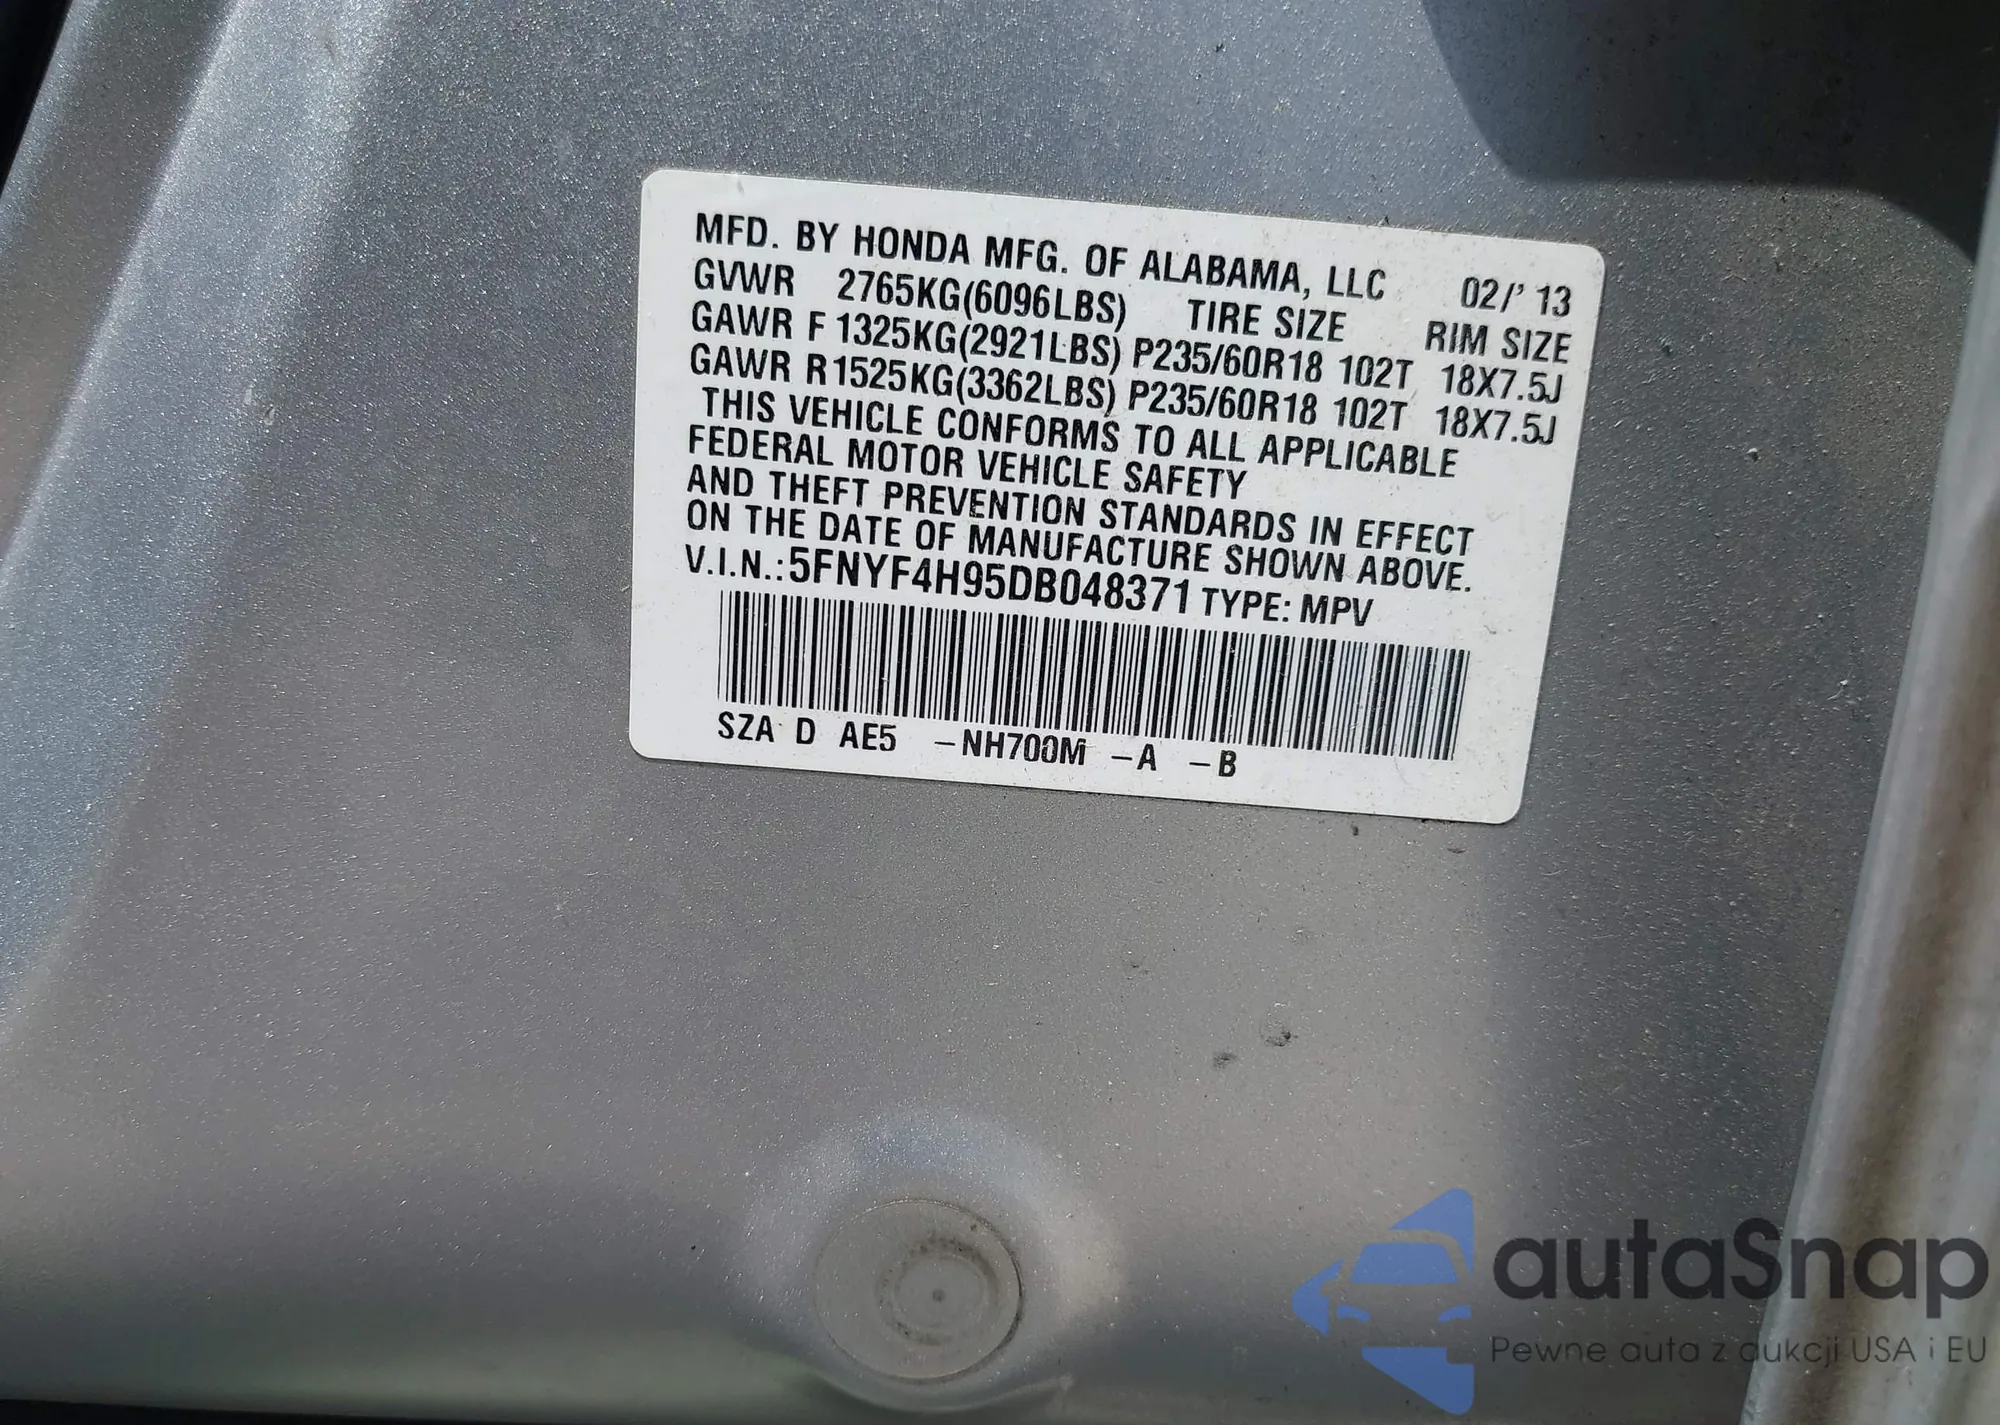 MFD. BY HONDA MFG. OF ALABAMA, LLC 02/' 13
GVWR 2765KG(6096LBS) TIRE SIZE RIM SIZE
GAWR F 1325KG(2921LBS) P235/60R18 102T 18X7.5J
GAWR R 1525KG(3362LBS) P235/60R18 102T 18X7.5J
THIS VEHICLE CONFORMS TO ALL APPLICABLE
FEDERAL MOTOR VEHICLE SAFETY
AND THEFT PREVENTION STANDARDS IN EFFECT
ON THE DATE OF MANUFACTURE SHOWN ABOVE.
V.I.N.: 5FNYF4H95DB048371 TYPE: MPV
SZA D AE5 -NH700M -A -B
autaSnap
Pewne auta z aukcji USA i EU